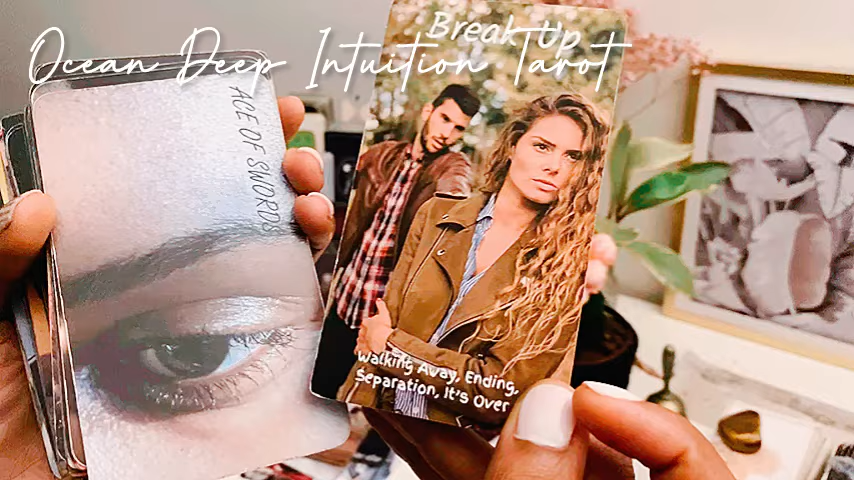 Ocean Deep Intuition Tarot
ACE OF SWORDS
Break Up
Walking Away, Ending,
Separation, It's Over